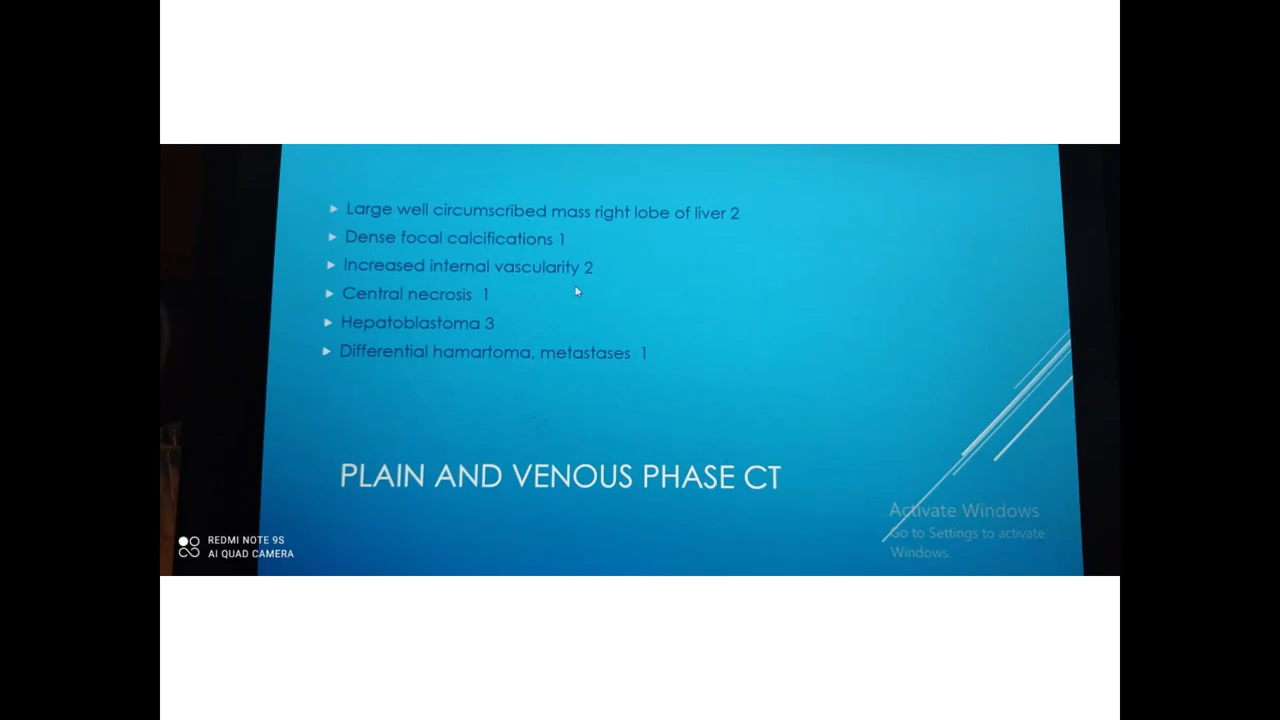 Large well circumscribed mass right lobe of liver 2
Dense focal calcifications 1
Increased internal vascularity 2
Central necrosis 1
Hepatoblastoma 3
Differential hamartoma, metastases 1
PLAIN AND VENOUS PHASE CT
Activate Windows
Go to Settings to activate
Windows.
REDMI NOTE 9S
AI QUAD CAMERA